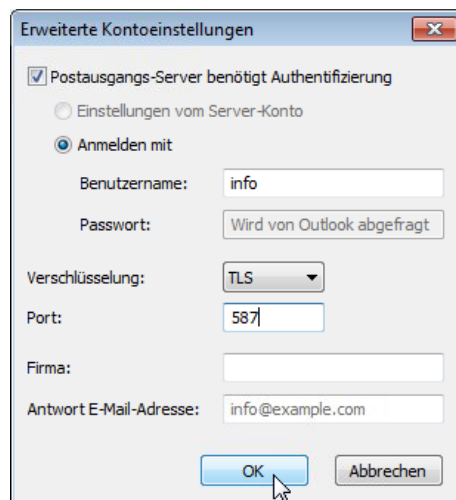 Erweiterte Kontoeinstellungen
Postausgangs-Server benötigt Authentifizierung
Einstellungen vom Server-Konto
Anmelden mit
Benutzername: info
Passwort: Wird von Outlook abgefragt
Verschlüsselung: TLS
Port: 587
Firma:
Antwort E-Mail-Adresse: info@example.com
OK Abbrechen